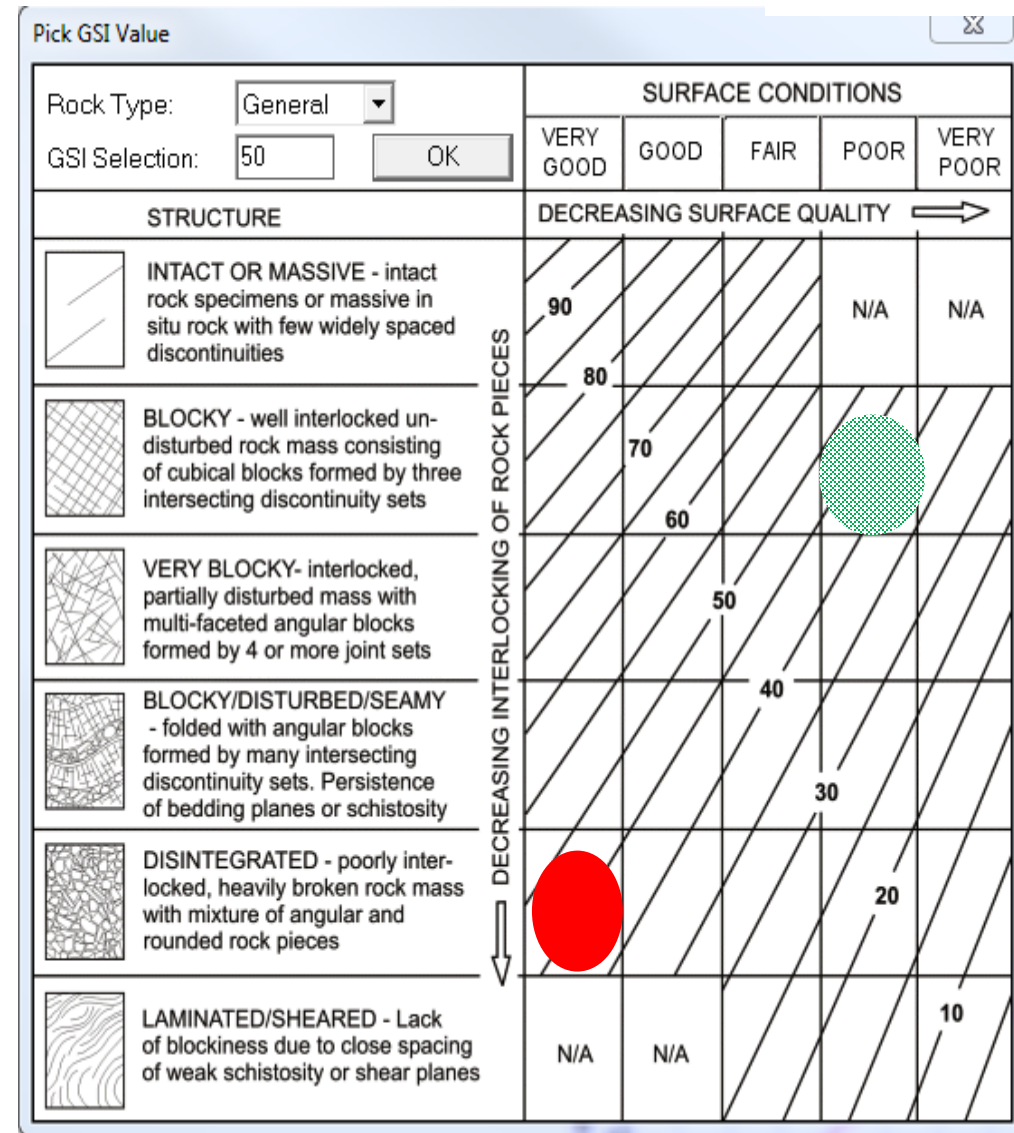 Pick GSI Value
Rock Type: General
GSI Selection: 50 OK
SURFACE CONDITIONS
VERY GOOD
GOOD
FAIR
POOR
VERY POOR
STRUCTURE
DECREASING SURFACE QUALITY
DECREASING INTERLOCKING OF ROCK PIECES
INTACT OR MASSIVE - intact
rock specimens or massive in
situ rock with few widely spaced
discontinuities
BLOCKY - well interlocked un-
disturbed rock mass consisting
of cubical blocks formed by three
intersecting discontinuity sets
VERY BLOCKY- interlocked,
partially disturbed mass with
multi-faceted angular blocks
formed by 4 or more joint sets
BLOCKY/DISTURBED/SEAMY
- folded with angular blocks
formed by many intersecting
discontinuity sets. Persistence
of bedding planes or schistosity
DISINTEGRATED - poorly inter-
locked, heavily broken rock mass
with mixture of angular and
rounded rock pieces
LAMINATED/SHEARED - Lack
of blockiness due to close spacing
of weak schistosity or shear planes
90
N/A
N/A
80
70
60
50
40
30
20
10
N/A
N/A